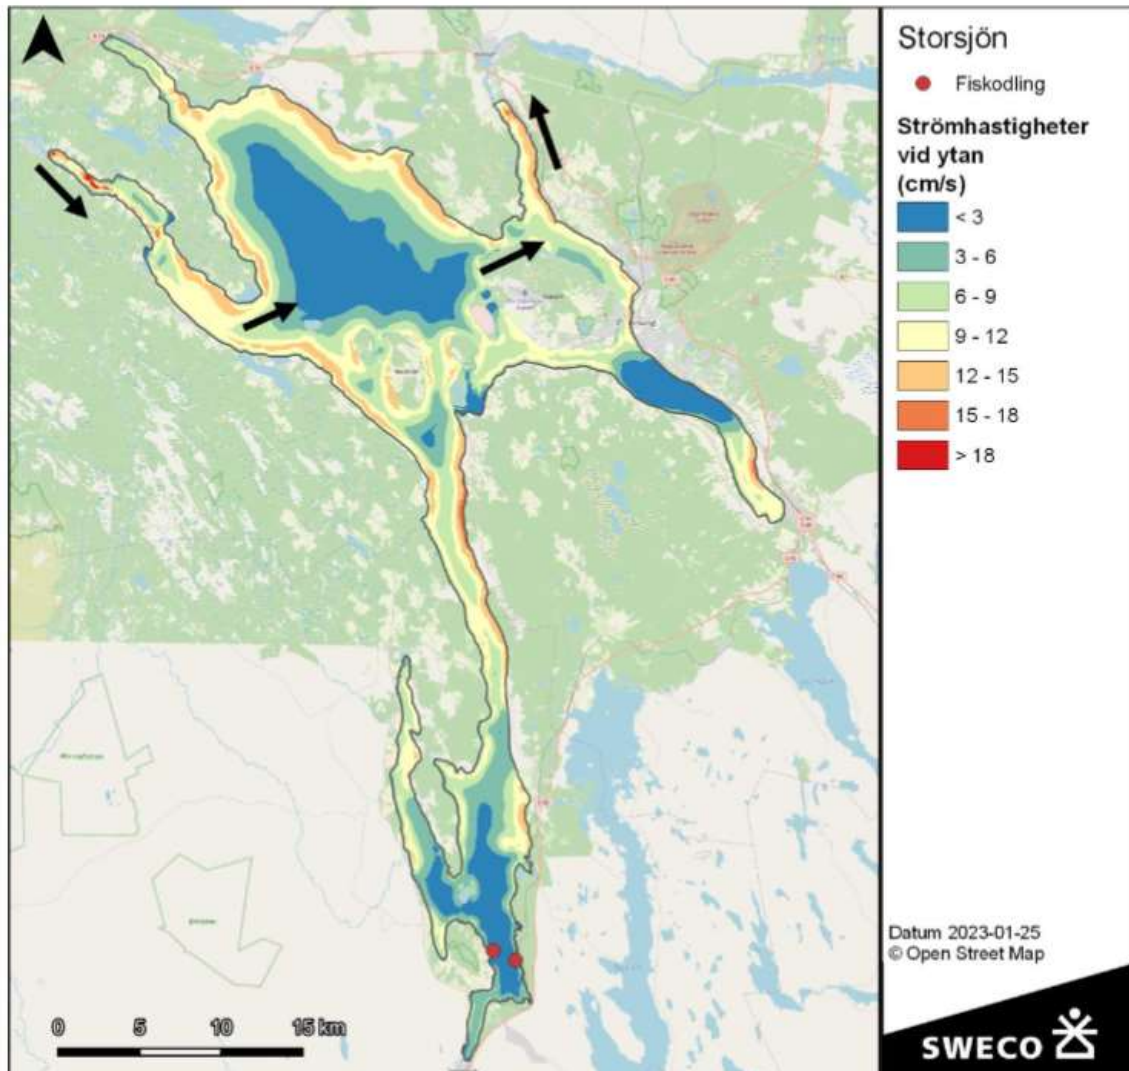 Storsjön
Fiskodling
Strömhastigheter
vid ytan
(cm/s)
< 3
3 - 6
6 - 9
9 - 12
12 - 15
15 - 18
> 18
Datum 2023-01-25
© Open Street Map
SWECO
0 5 10 15 km